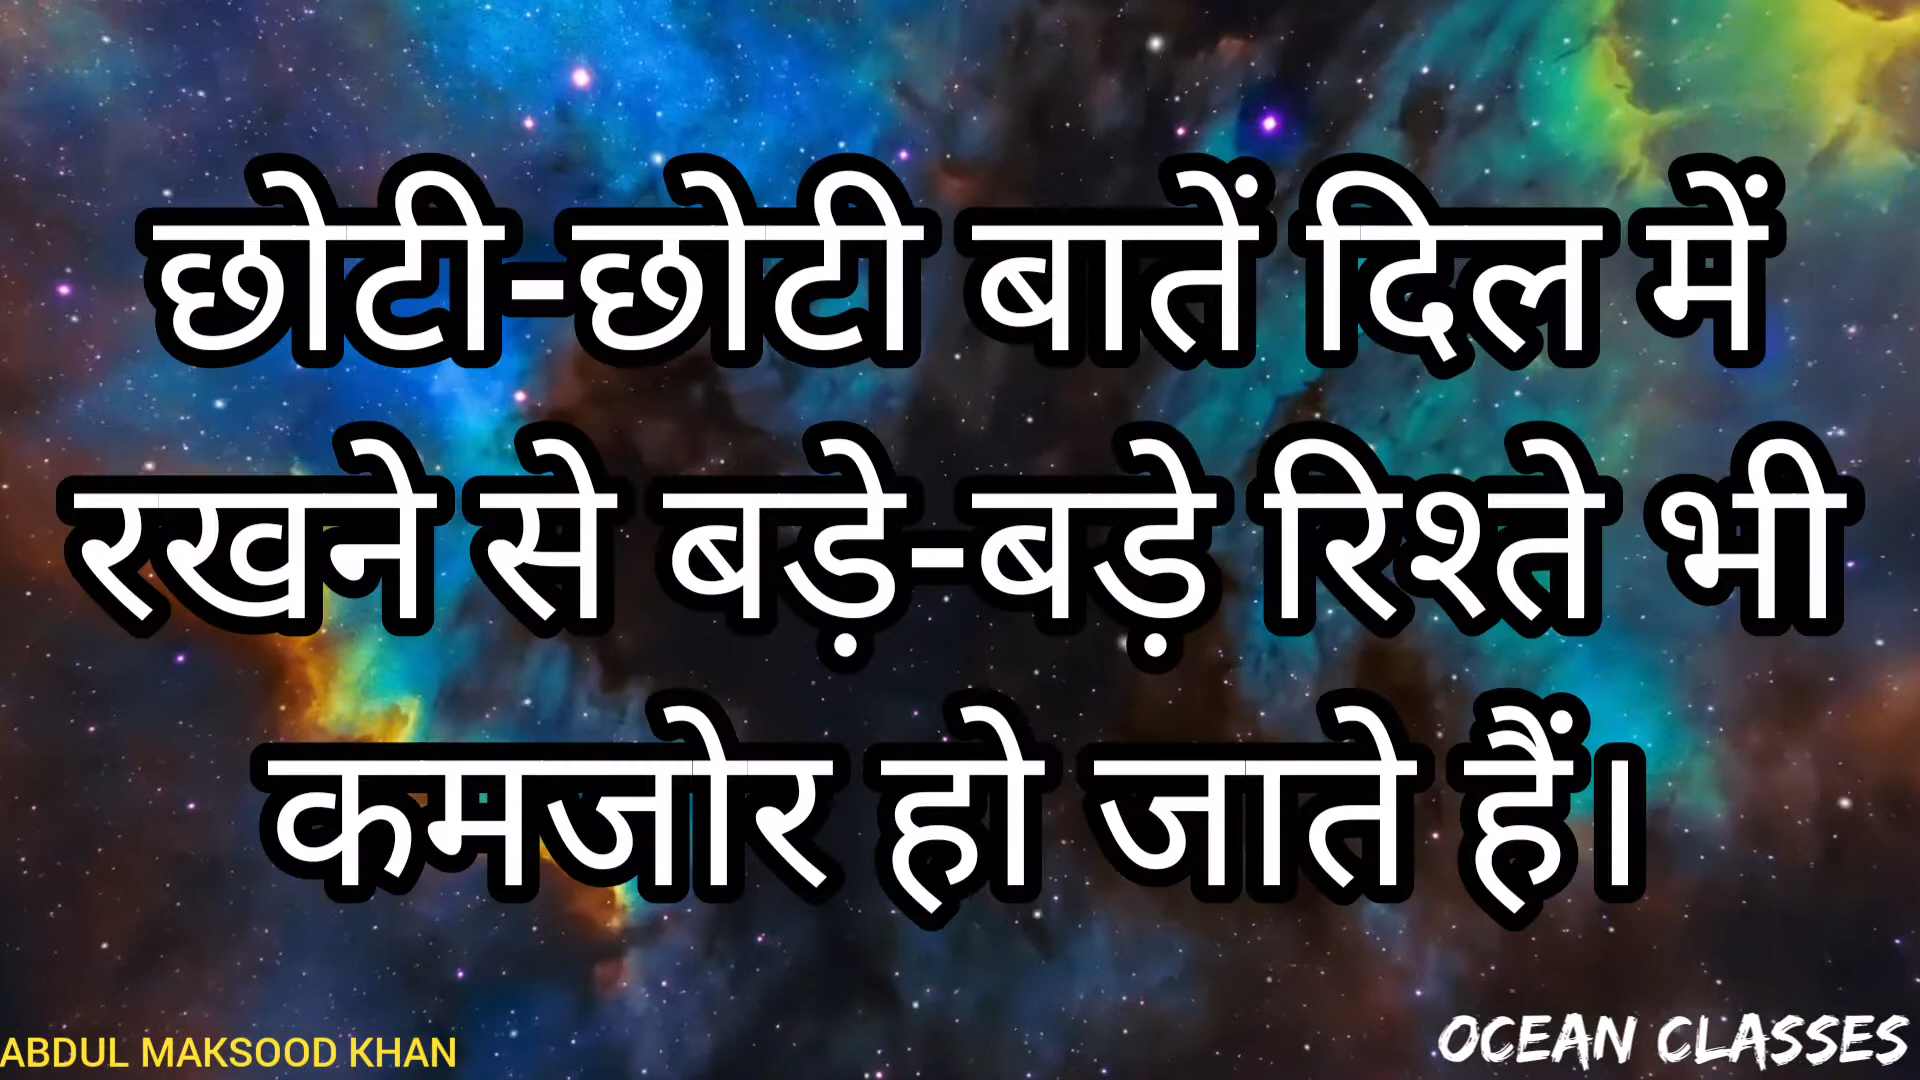 छोटी-छोटी बातें दिल में
रखने से बड़े-बड़े रिश्ते भी
कमजोर हो जाते हैं।
ABDUL MAKSOOD KHAN
OCEAN CLASSES